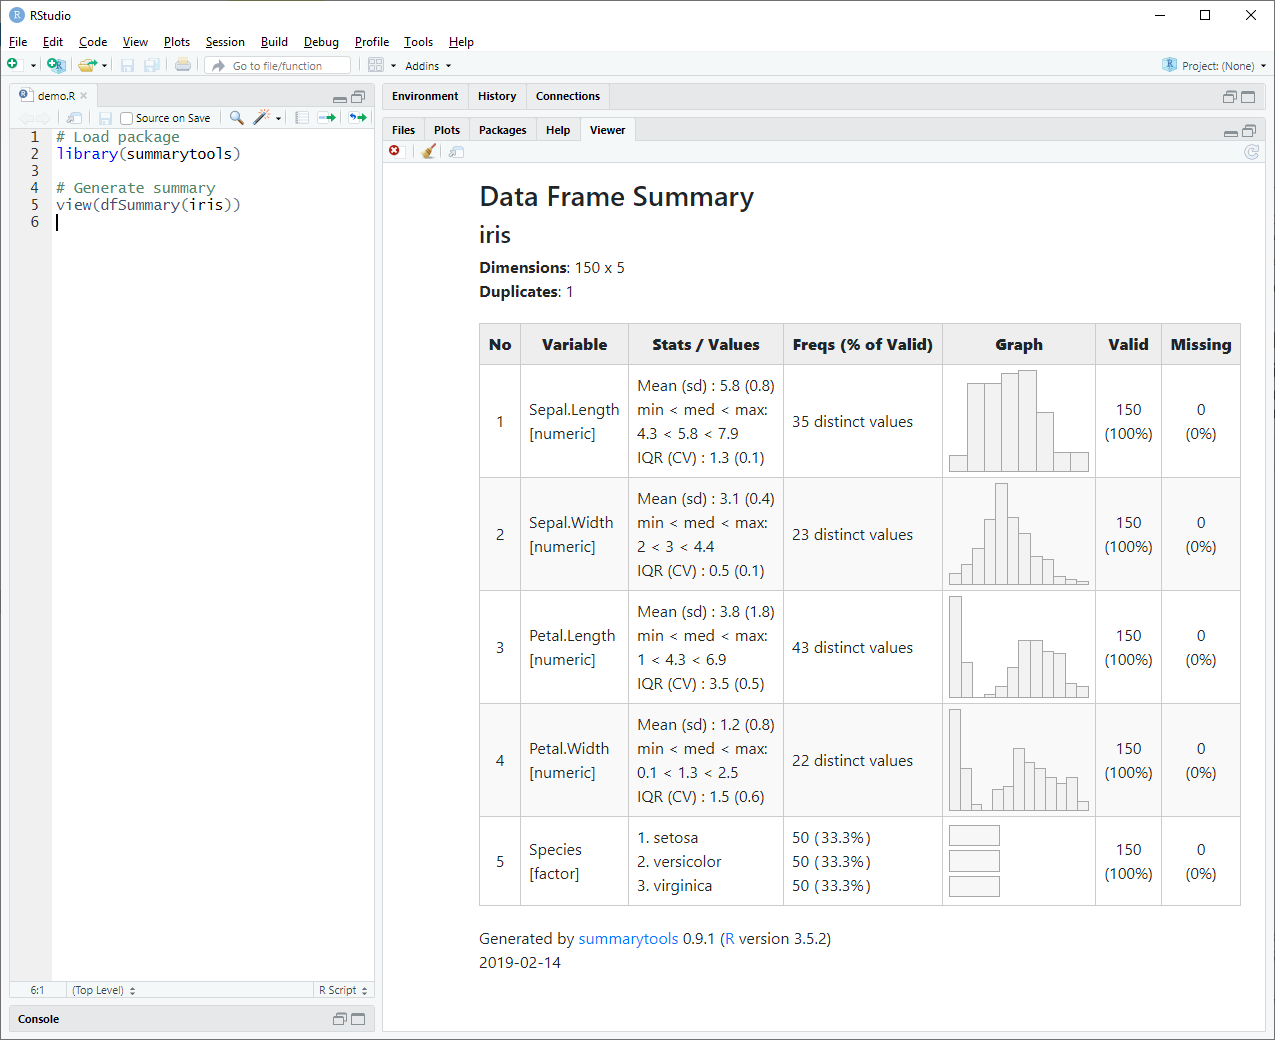 RStudio
File Edit Code View Plots Session Build Debug Profile Tools Help
Go to file/function Addins Project: (None)
demo.R
Source on Save
1 # Load package
2 library(summarytools)
3
4 # Generate summary
5 view(dfSummary(iris))
6
6:1 (Top Level) R Script
Console
Environment History Connections
Files Plots Packages Help Viewer
Data Frame Summary
iris
Dimensions: 150 x 5
Duplicates: 1
No Variable Stats / Values Freqs (% of Valid) Graph Valid Missing
1
Sepal.Length
[numeric]
Mean (sd) : 5.8 (0.8)
min < med < max:
4.3 < 5.8 < 7.9
IQR (CV) : 1.3 (0.1)
35 distinct values
150
(100%)
0
(0%)
2
Sepal.Width
[numeric]
Mean (sd) : 3.1 (0.4)
min < med < max:
2 < 3 < 4.4
IQR (CV) : 0.5 (0.1)
23 distinct values
150
(100%)
0
(0%)
3
Petal.Length
[numeric]
Mean (sd) : 3.8 (1.8)
min < med < max:
1 < 4.3 < 6.9
IQR (CV) : 3.5 (0.5)
43 distinct values
150
(100%)
0
(0%)
4
Petal.Width
[numeric]
Mean (sd) : 1.2 (0.8)
min < med < max:
0.1 < 1.3 < 2.5
IQR (CV) : 1.5 (0.6)
22 distinct values
150
(100%)
0
(0%)
5
Species
[factor]
1. setosa
2. versicolor
3. virginica
50 (33.3%)
50 (33.3%)
50 (33.3%)
150
(100%)
0
(0%)
Generated by summarytools 0.9.1 (R version 3.5.2)
2019-02-14